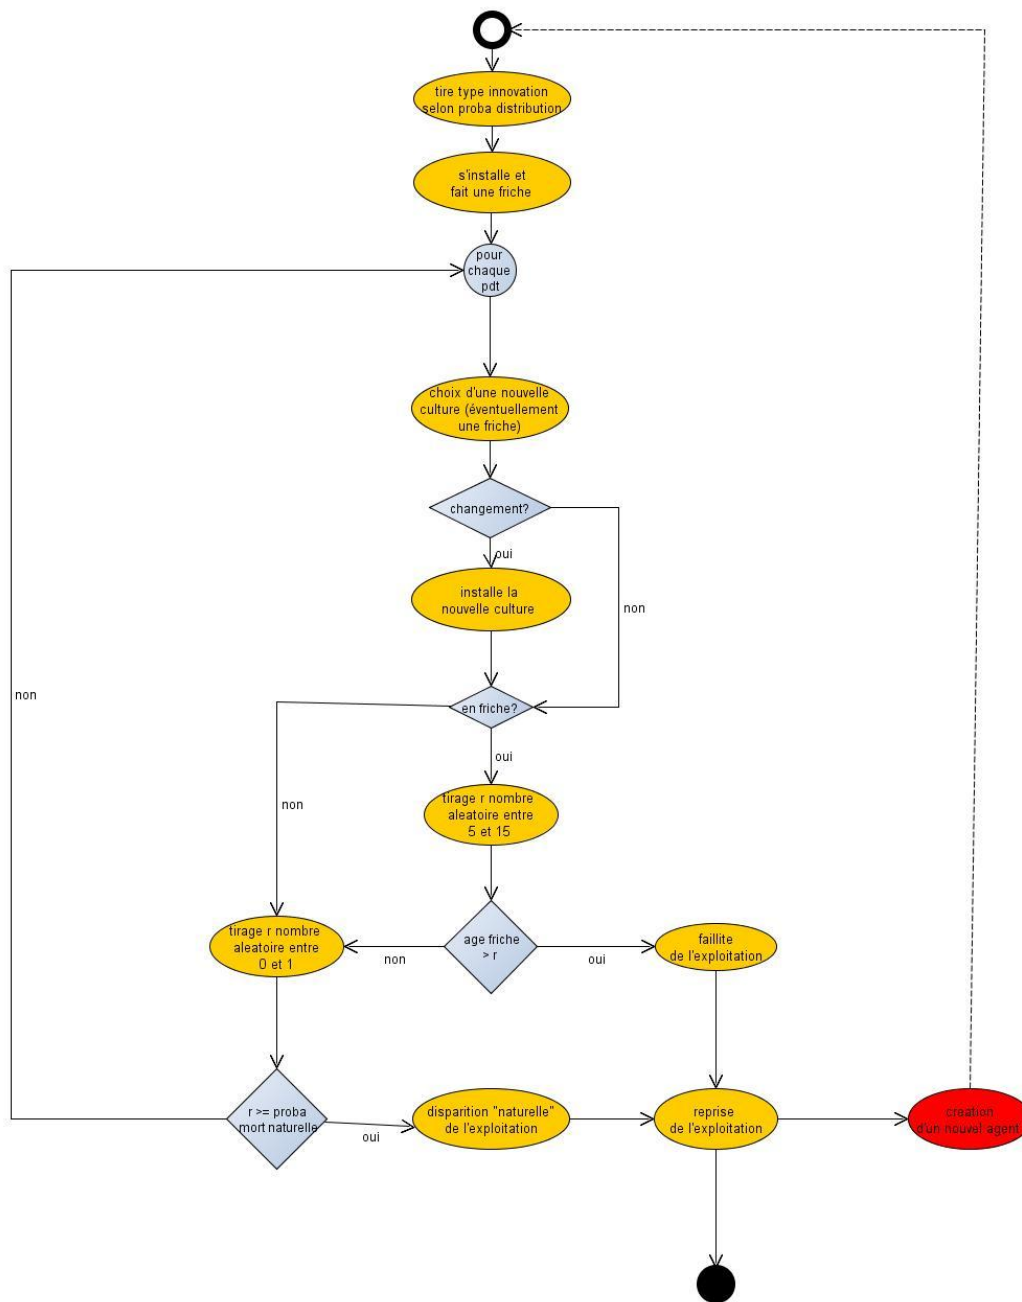 tire type innovation
selon proba distribution
s'installe et
fait une friche
pour
chaque
pdt
choix d'une nouvelle
culture (éventuellement
une friche)
changement?
oui
installe la
nouvelle culture
non
non
en friche?
oui
tirage r nombre
aleatoire entre
5 et 15
non
tirage r nombre
aleatoire entre
0 et 1
non
age friche
> r
oui
faillite
de l'exploitation
r >= proba
mort naturelle
oui
disparition "naturelle"
de l'exploitation
reprise
de l'exploitation
creation
d'un nouvel agent